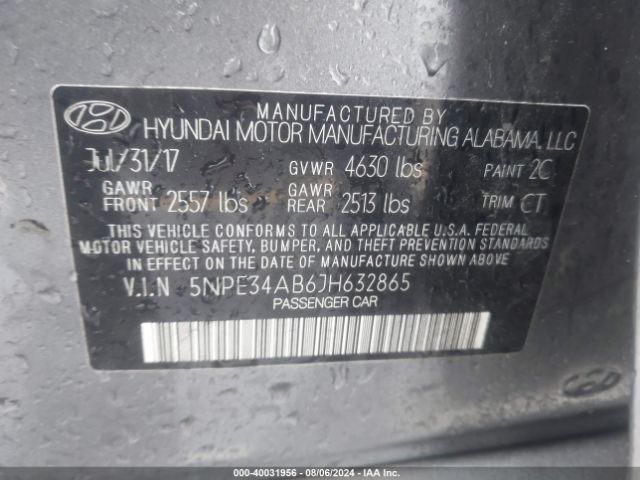 MANUFACTURED BY
HYUNDAI MOTOR MANUFACTURING ALABAMA, LLC
Jul/31/17 GVWR 4630 lbs PAINT 2C
GAWR FRONT 2557 lbs GAWR REAR 2513 lbs TRIM CT
THIS VEHICLE CONFORMS TO ALL APPLICABLE U.S.A. FEDERAL
MOTOR VEHICLE SAFETY, BUMPER, AND THEFT PREVENTION STANDARDS
IN EFFECT ON THE DATE OF MANUFACTURE SHOWN ABOVE.
V.I.N 5NPE34AB6JH632865
PASSENGER CAR
000-40031956 - 08/06/2024 - IAAI.CA